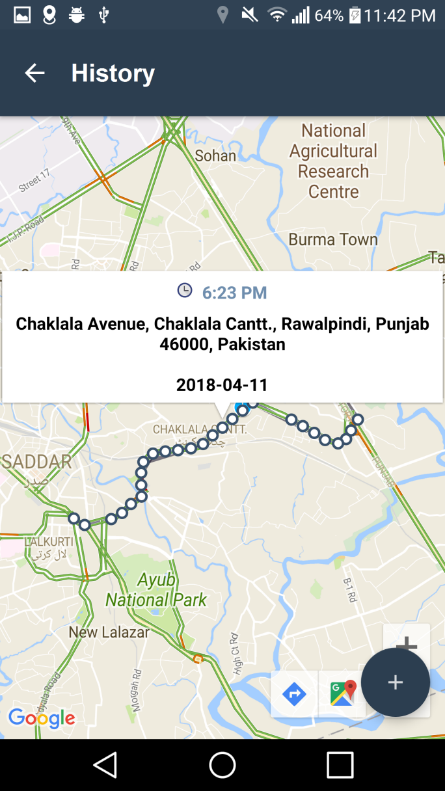 64% 11:42 PM
History
National
Agricultural
Research
Centre
Sohan
Street 17
I.J.P. Road
Burma Town
6:23 PM
Chaklala Avenue, Chaklala Cantt., Rawalpindi, Punjab
46000, Pakistan
2018-04-11
CHAKLALA CANTT.
SADDAR
صدر
LALKURTI
لال كرتى
Ayub
National Park
New Lalazar
B-1 Rd
High Ct Rd
Morgah Rd
Google